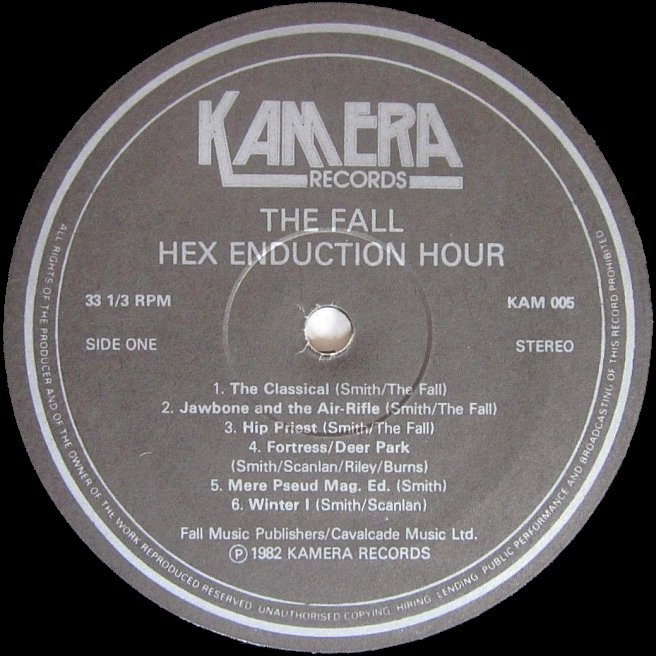 KAMERA
RECORDS
THE FALL
HEX ENDUCTION HOUR
33 1/3 RPM
KAM 005
SIDE ONE
STEREO
1. The Classical (Smith/The Fall)
2. Jawbone and the Air-Rifle (Smith/The Fall)
3. Hip Priest (Smith/The Fall)
4. Fortress/Deer Park
(Smith/Scanlan/Riley/Burns)
5. Mere Pseud Mag. Ed. (Smith)
6. Winter I (Smith/Scanlan)
Fall Music Publishers/Cavalcade Music Ltd.
Ⓟ 1982 KAMERA RECORDS
ALL RIGHTS OF THE PRODUCER AND OF THE OWNER OF THE WORK REPRODUCED RESERVED UNAUTHORISED COPYING HIRING LENDING PUBLIC PERFORMANCE AND BROADCASTING OF THIS RECORD PROHIBITED